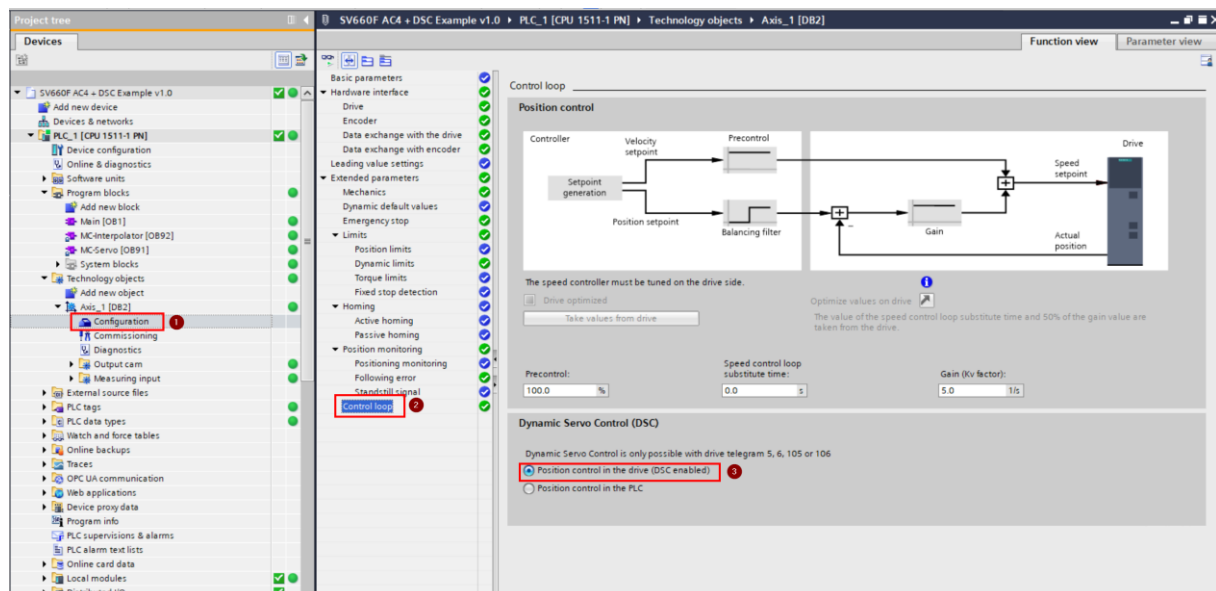 Project tree
SV660F AC4 + DSC Example v1.0 ▸ PLC_1 [CPU 1511-1 PN] ▸ Technology objects ▸ Axis_1 [DB2]
Devices
Function view
Parameter view
SV660F AC4 + DSC Example v1.0
Add new device
Devices & networks
PLC_1 [CPU 1511-1 PN]
Device configuration
Online & diagnostics
Software units
Program blocks
Add new block
Main [OB1]
MC-Interpolator [OB92]
MC-Servo [OB91]
System blocks
Technology objects
Add new object
Axis_1 [DB2]
Configuration
1
Commissioning
Diagnostics
Output cam
Measuring input
External source files
PLC tags
PLC data types
Watch and force tables
Online backups
Traces
OPC UA communication
Web applications
Device proxy data
Program info
PLC supervisions & alarms
PLC alarm text lists
Online card data
Local modules
Basic parameters
Hardware interface
Drive
Encoder
Data exchange with the drive
Data exchange with encoder
Leading value settings
Extended parameters
Mechanics
Dynamic default values
Emergency stop
Limits
Position limits
Dynamic limits
Torque limits
Fixed stop detection
Homing
Active homing
Passive homing
Position monitoring
Positioning monitoring
Following error
Standstill signal
Control loop
2
Control loop
Position control
Controller
Velocity
setpoint
Precontrol
Drive
Setpoint
generation
Speed
setpoint
Position setpoint
Balancing filter
Gain
Actual
position
The speed controller must be tuned on the drive side.
Drive optimized
Take values from drive
Optimize values on drive
The value of the speed control loop substitute time and 50% of the gain value are
taken from the drive.
Precontrol:
100.0 %
Speed control loop
substitute time:
0.0 s
Gain (Kv factor):
5.0 1/s
Dynamic Servo Control (DSC)
Dynamic Servo Control is only possible with drive telegram 5, 6, 105 or 106
Position control in the drive (DSC enabled)
3
Position control in the PLC